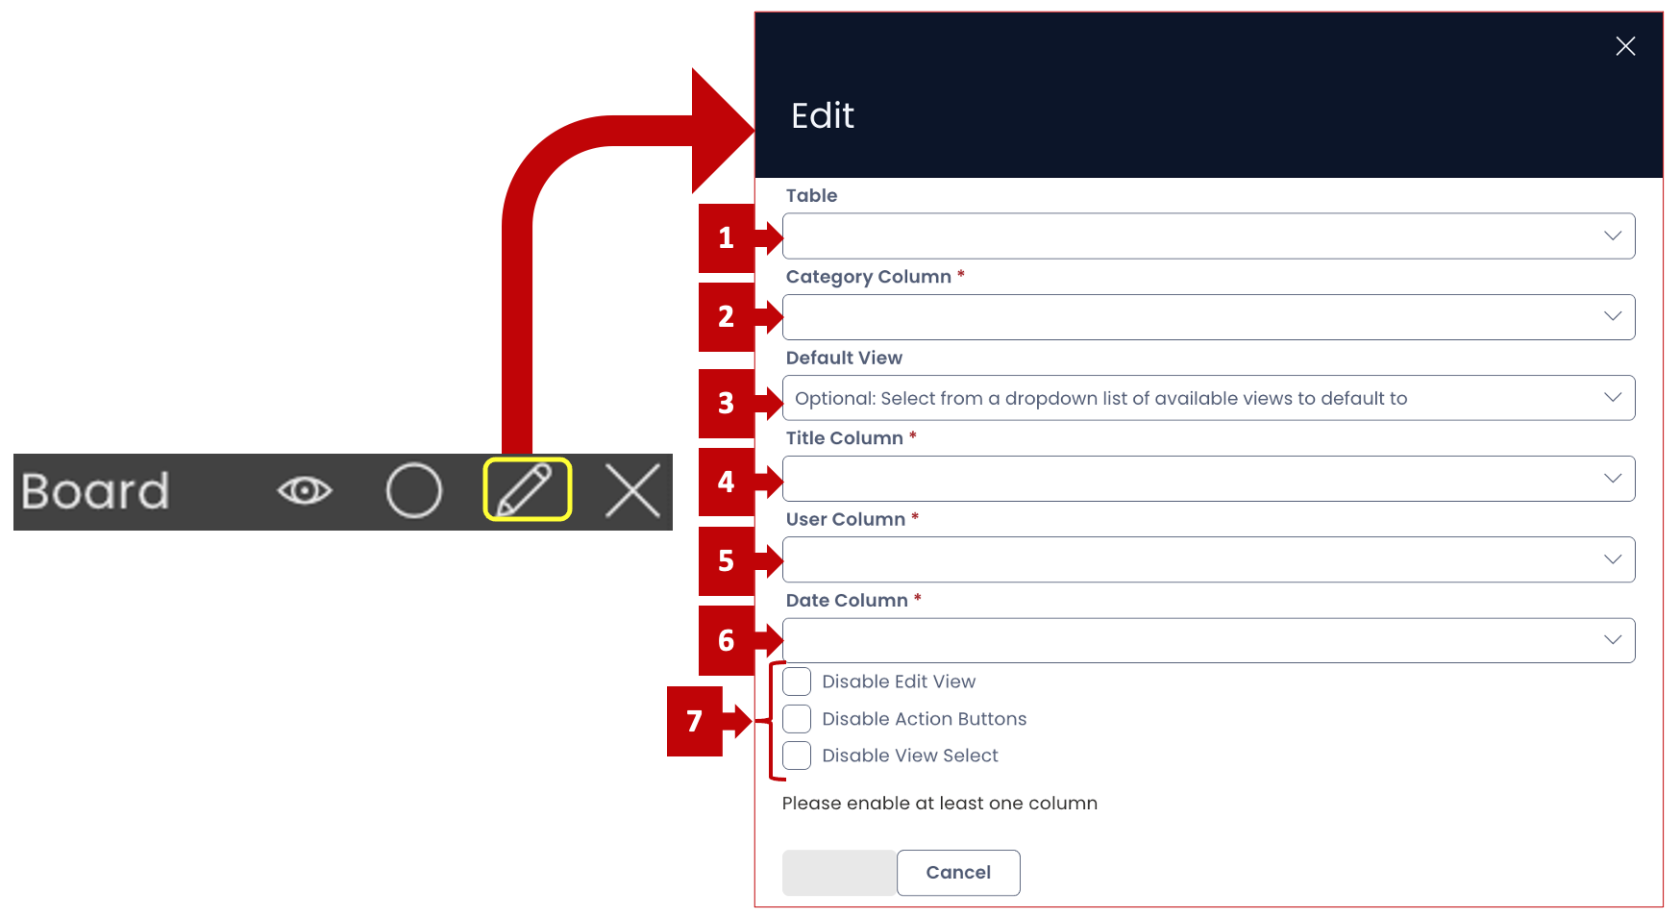 Edit
Table
1
Category Column *
2
Default View
3
Optional: Select from a dropdown list of available views to default to
Title Column *
4
User Column *
5
Date Column *
6
Board
Disable Edit View
7
Disable Action Buttons
Disable View Select
Please enable at least one column
Cancel